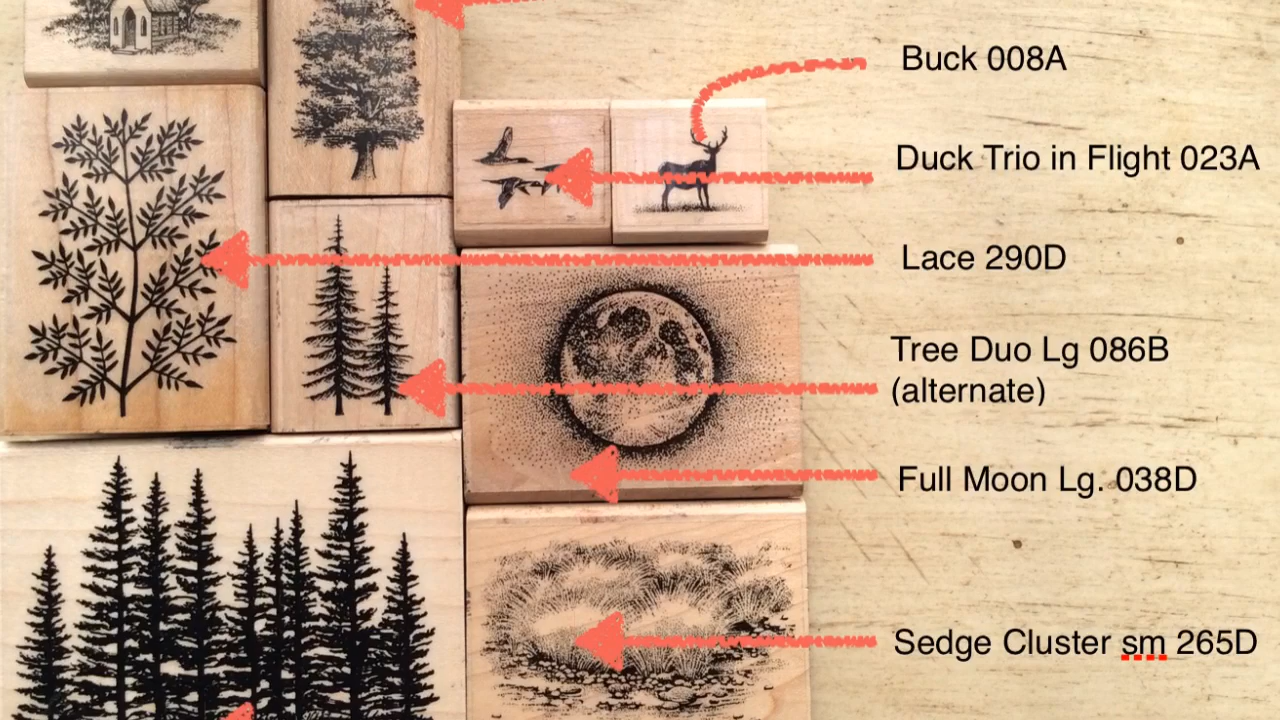 Buck 008A
Duck Trio in Flight 023A
Lace 290D
Tree Duo Lg 086B
(alternate)
Full Moon Lg. 038D
Sedge Cluster sm 265D